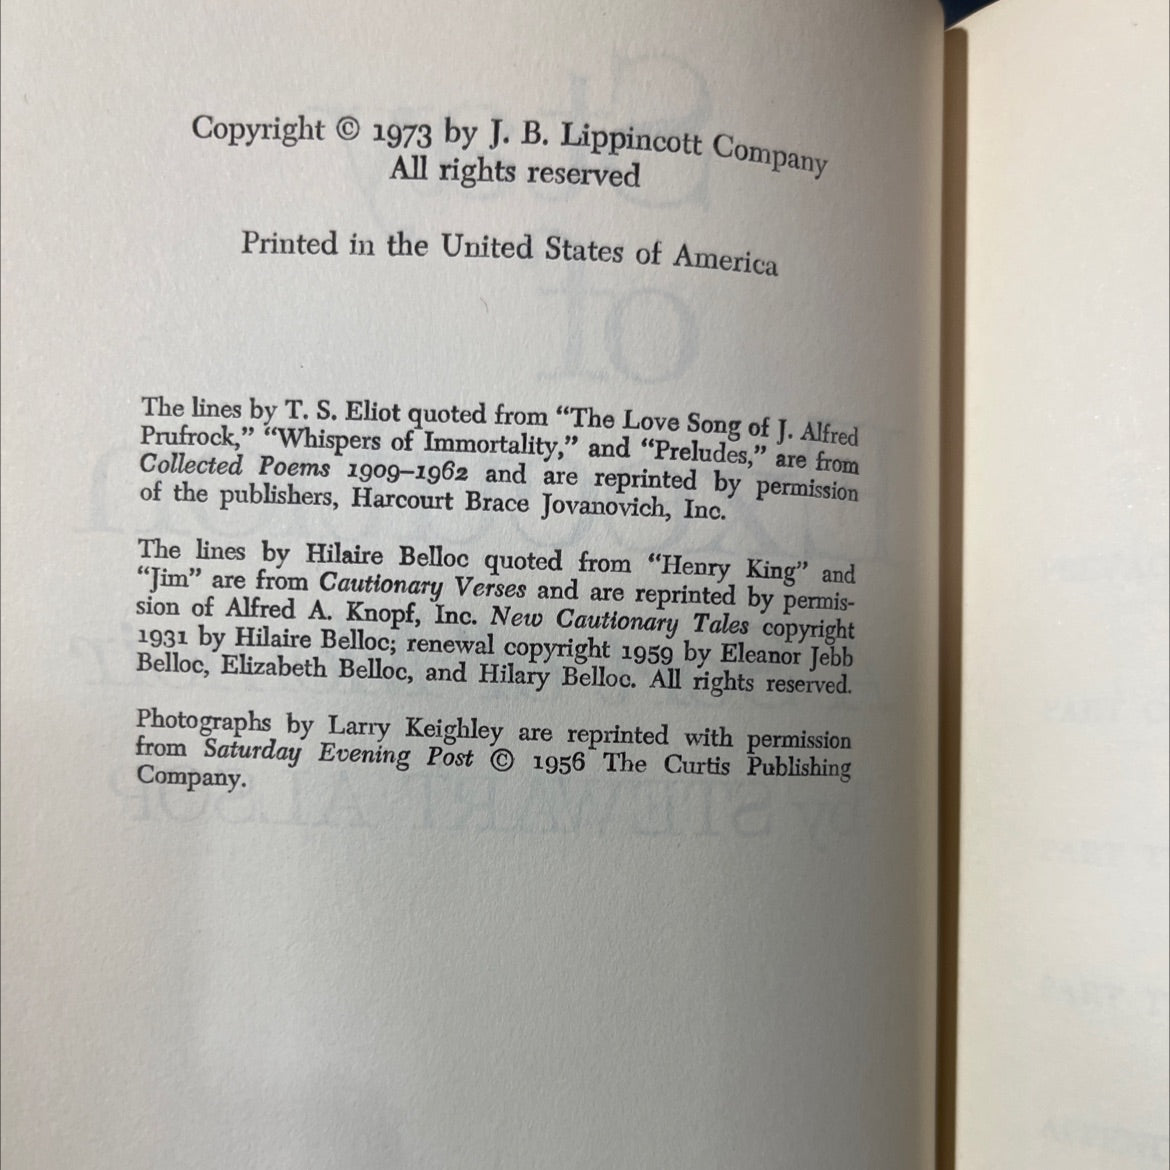 Copyright © 1973 by J. B. Lippincott Company
All rights reserved
Printed in the United States of America
The lines by T. S. Eliot quoted from “The Love Song of J. Alfred
Prufrock,” “Whispers of Immortality,” and “Preludes,” are from
Collected Poems 1909–1962 and are reprinted by permission
of the publishers, Harcourt Brace Jovanovich, Inc.
The lines by Hilaire Belloc quoted from “Henry King” and
“Jim” are from Cautionary Verses and are reprinted by permis-
sion of Alfred A. Knopf, Inc. New Cautionary Tales copyright
1931 by Hilaire Belloc; renewal copyright 1959 by Eleanor Jebb
Belloc, Elizabeth Belloc, and Hilary Belloc. All rights reserved.
Photographs by Larry Keighley are reprinted with permission
from Saturday Evening Post © 1956 The Curtis Publishing
Company.